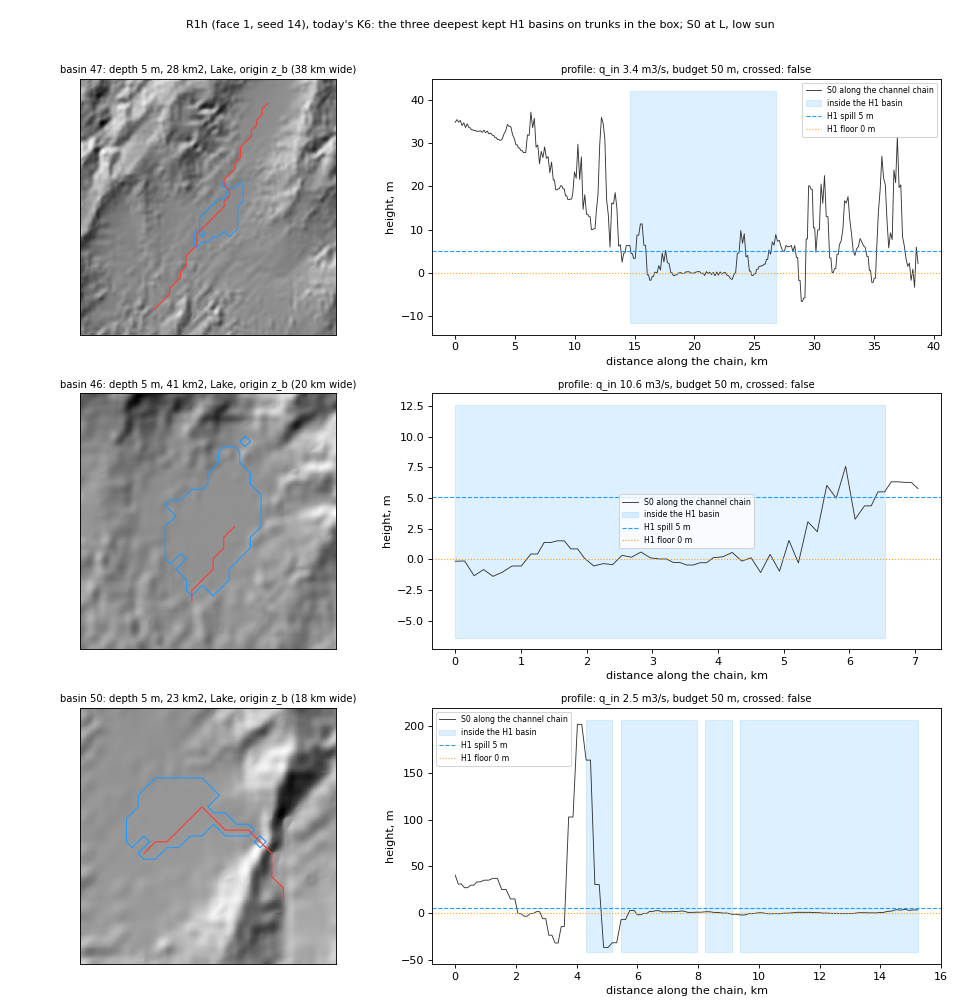 R1h (face 1, seed 14), today's K6: the three deepest kept H1 basins on trunks in the box; S0 at L, low sun
basin 47: depth 5 m, 28 km2, Lake, origin z_b (38 km wide)
profile: q_in 3.4 m3/s, budget 50 m, crossed: false
S0 along the channel chain
inside the H1 basin
H1 spill 5 m
H1 floor 0 m
height, m
40
30
20
10
0
−10
0 5 10 15 20 25 30 35 40
distance along the chain, km
basin 46: depth 5 m, 41 km2, Lake, origin z_b (20 km wide)
profile: q_in 10.6 m3/s, budget 50 m, crossed: false
S0 along the channel chain
inside the H1 basin
H1 spill 5 m
H1 floor 0 m
height, m
12.5
10.0
7.5
5.0
2.5
0.0
−2.5
−5.0
0 1 2 3 4 5 6 7
distance along the chain, km
basin 50: depth 5 m, 23 km2, Lake, origin z_b (18 km wide)
profile: q_in 2.5 m3/s, budget 50 m, crossed: false
S0 along the channel chain
inside the H1 basin
H1 spill 5 m
H1 floor 0 m
height, m
200
150
100
50
0
−50
0 2 4 6 8 10 12 14 16
distance along the chain, km